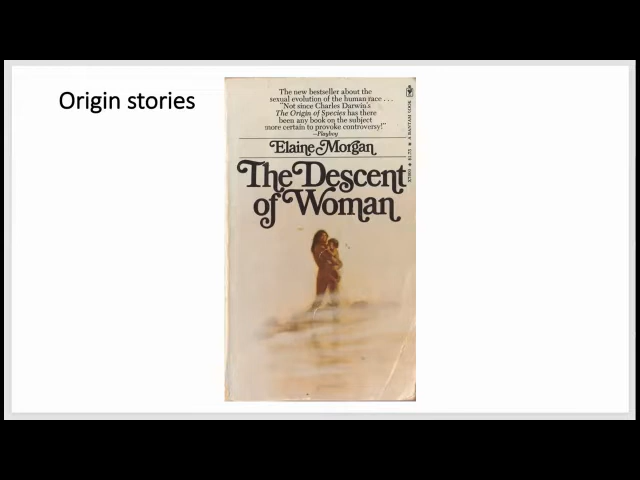 Origin stories
The new bestseller about the
sexual evolution of the human race . . .
"Not since Charles Darwin's
The Origin of Species has there
been any book on the subject
more certain to provoke controversy!"
—Playboy
Elaine Morgan
The Descent
of Woman
A BANTAM BOOK